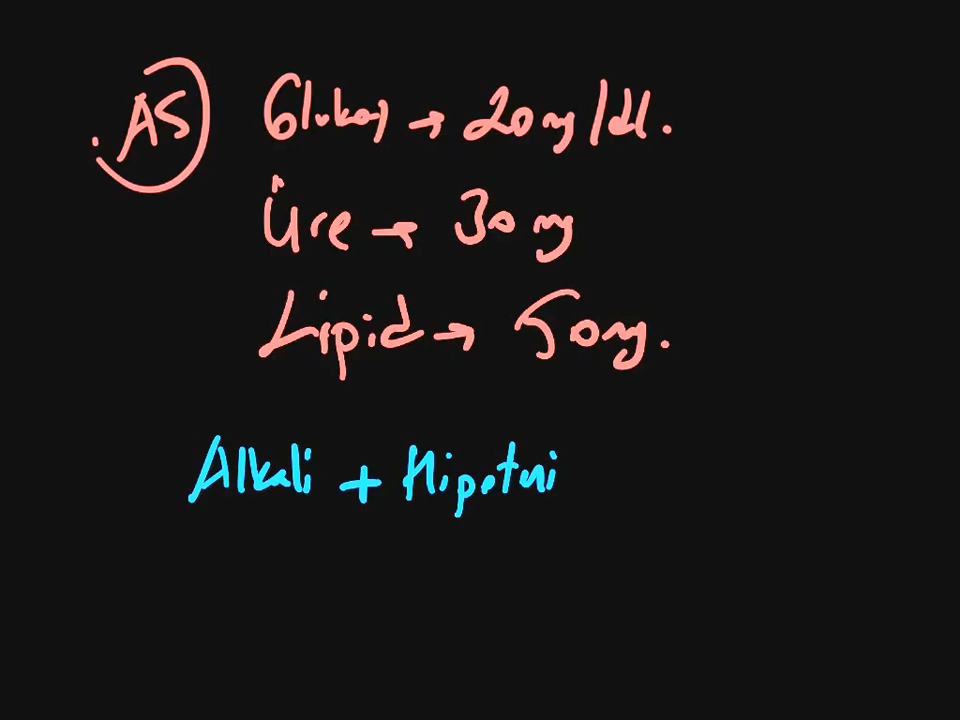 .AS Glukoz → 20 mg/dl.
Üre → 30 mg
Lipid → 50 mg.
Alkali + Hipotoni